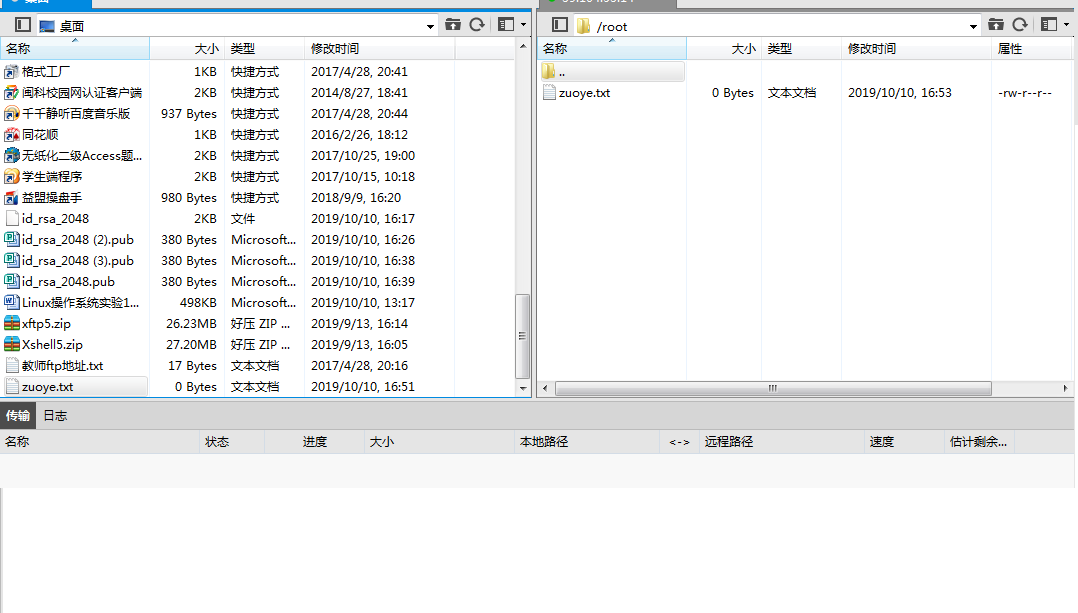 桌面
桌面
/root
名称 大小 类型 修改时间
格式工厂 1KB 快捷方式 2017/4/28, 20:41
闽科校园网认证客户端 2KB 快捷方式 2014/8/27, 18:41
千千静听百度音乐版 937 Bytes 快捷方式 2017/4/28, 20:44
同花顺 1KB 快捷方式 2016/2/26, 18:12
无纸化二级Access题... 2KB 快捷方式 2017/10/25, 19:00
学生端程序 2KB 快捷方式 2017/10/15, 10:18
益盟操盘手 980 Bytes 快捷方式 2018/9/9, 16:20
id_rsa_2048 2KB 文件 2019/10/10, 16:17
id_rsa_2048 (2).pub 380 Bytes Microsoft... 2019/10/10, 16:26
id_rsa_2048 (3).pub 380 Bytes Microsoft... 2019/10/10, 16:38
id_rsa_2048.pub 380 Bytes Microsoft... 2019/10/10, 16:39
Linux操作系统实验1... 498KB Microsoft... 2019/10/10, 13:17
xftp5.zip 26.23MB 好压 ZIP ... 2019/9/13, 16:14
Xshell5.zip 27.20MB 好压 ZIP ... 2019/9/13, 16:05
教师ftp地址.txt 17 Bytes 文本文档 2017/4/28, 20:16
zuoye.txt 0 Bytes 文本文档 2019/10/10, 16:51
名称 大小 类型 修改时间 属性
..
zuoye.txt 0 Bytes 文本文档 2019/10/10, 16:53 -rw-r--r--
传输 日志
名称 状态 进度 大小 本地路径 <-> 远程路径 速度 估计剩余...